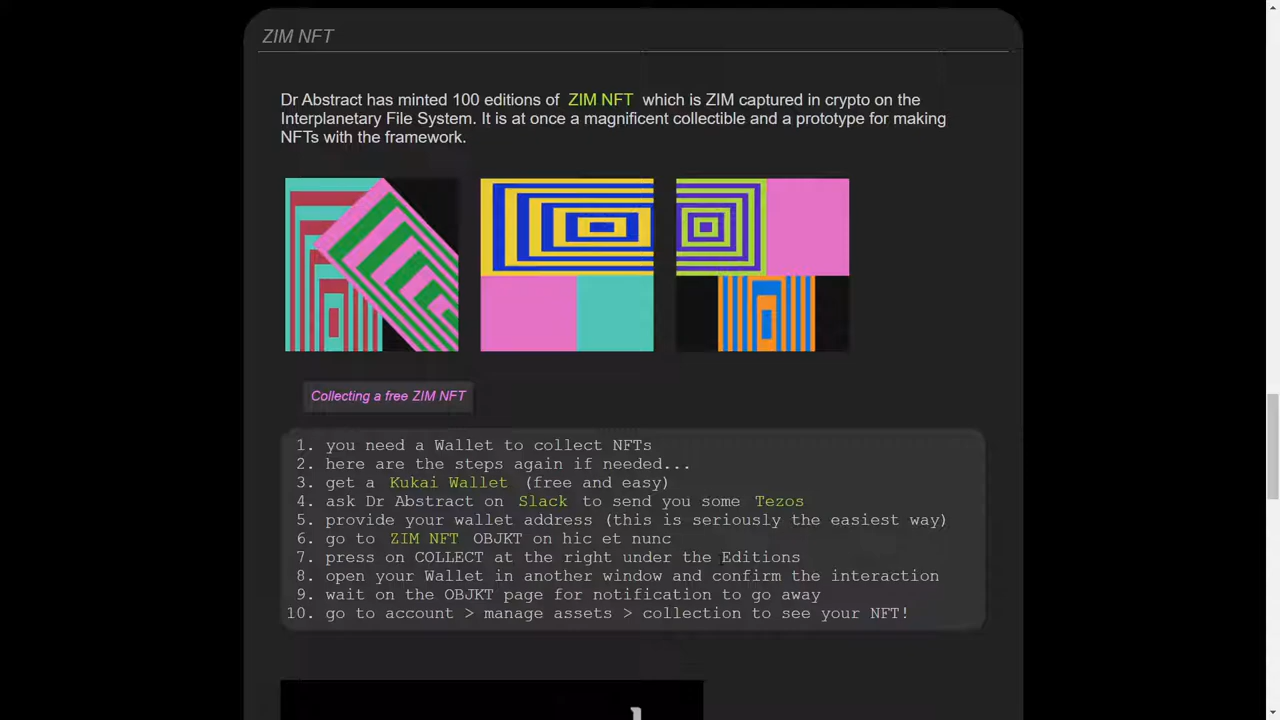 ZIM NFT
Dr Abstract has minted 100 editions of ZIM NFT which is ZIM captured in crypto on the
Interplanetary File System. It is at once a magnificent collectible and a prototype for making
NFTs with the framework.
Collecting a free ZIM NFT
1. you need a Wallet to collect NFTs
2. here are the steps again if needed...
3. get a Kukai Wallet (free and easy)
4. ask Dr Abstract on Slack to send you some Tezos
5. provide your wallet address (this is seriously the easiest way)
6. go to ZIM NFT OBJKT on hic et nunc
7. press on COLLECT at the right under the Editions
8. open your Wallet in another window and confirm the interaction
9. wait on the OBJKT page for notification to go away
10. go to account > manage assets > collection to see your NFT!